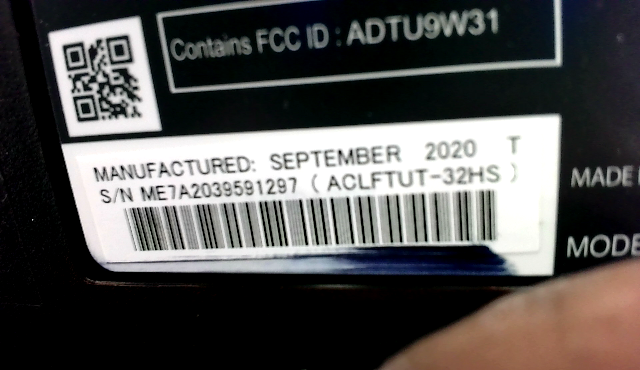 Contains FCC ID : ADTU9W31
MANUFACTURED: SEPTEMBER 2020 T
S/N ME7A2039591297 ( ACLFTUT-32HS )
MADE
MODE